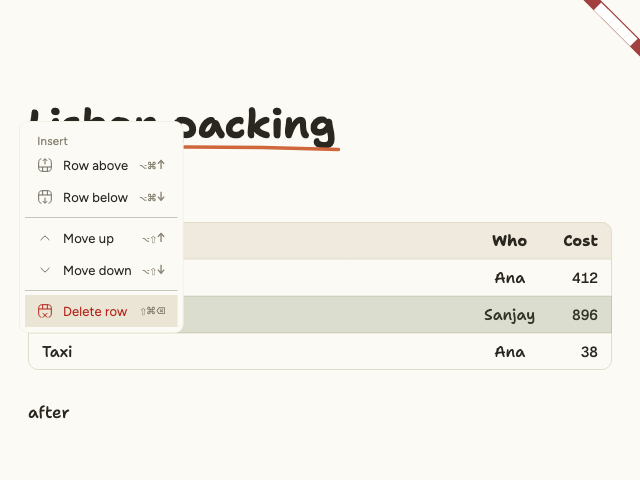 packing
Insert
Row above ⌥⌘↑
Row below ⌥⌘↓
Move up ⌥⇧↑
Move down ⌥⇧↓
Delete row ⇧⌘⌫
Who Cost
Ana 412
Sanjay 896
Taxi Ana 38
after